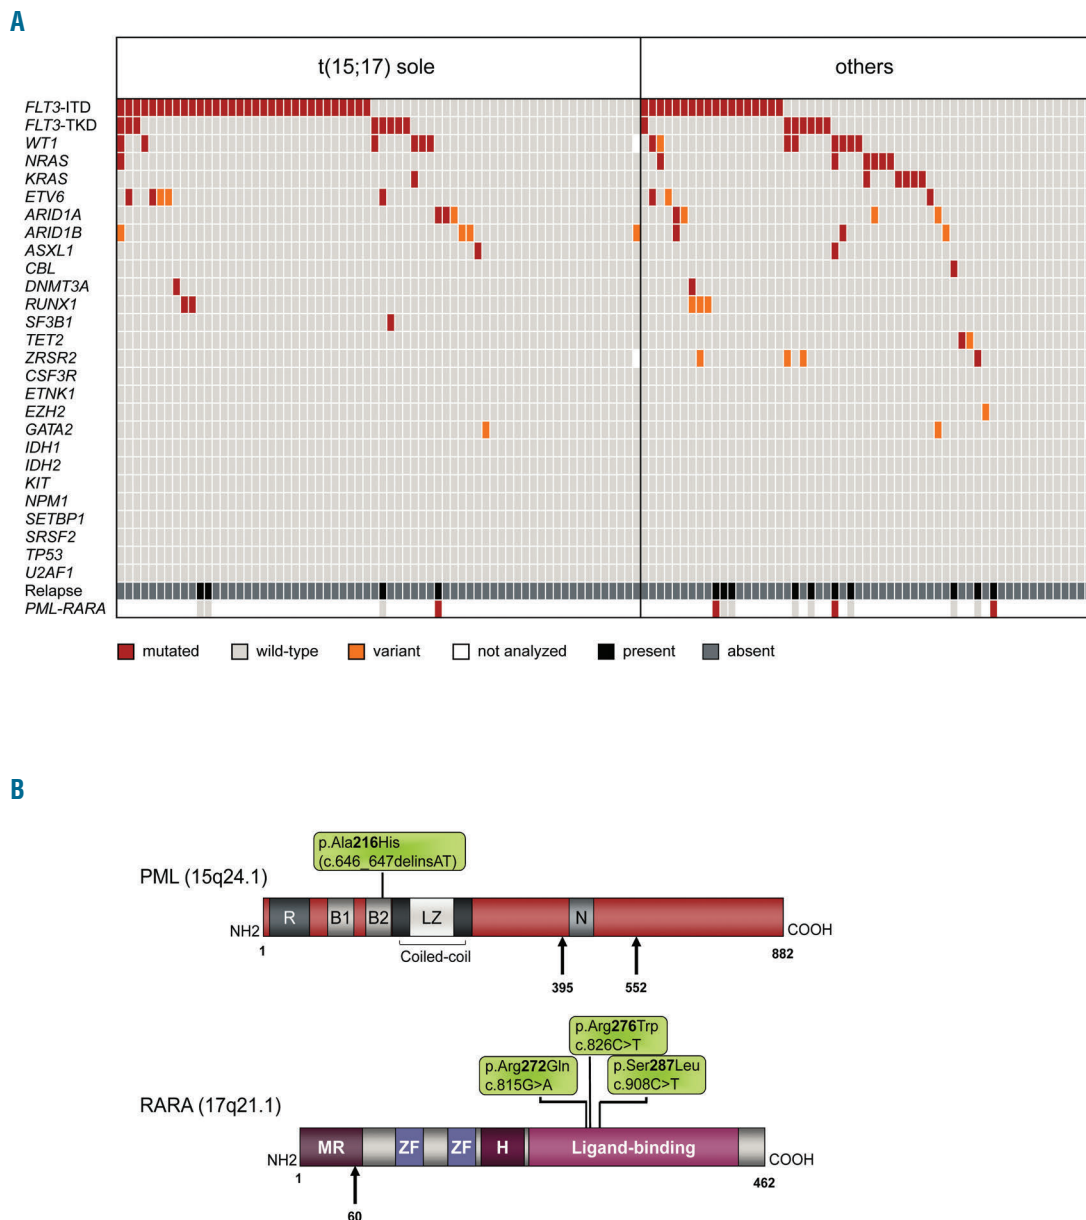 A
t(15;17) sole
others
FLT3-ITD
FLT3-TKD
WT1
NRAS
KRAS
ETV6
ARID1A
ARID1B
ASXL1
CBL
DNMT3A
RUNX1
SF3B1
TET2
ZRSR2
CSF3R
ETNK1
EZH2
GATA2
IDH1
IDH2
KIT
NPM1
SETBP1
SRSF2
TP53
U2AF1
Relapse
PML-RARA
mutated wild-type variant not analyzed present absent
B
p.Ala216His
(c.646_647delinsAT)
PML (15q24.1)
R B1 B2 LZ N
NH2 COOH
Coiled-coil
1 882
395 552
p.Arg276Trp
c.826C>T
p.Arg272Gln
c.815G>A
p.Ser287Leu
c.908C>T
RARA (17q21.1)
MR ZF ZF H Ligand-binding
NH2 COOH
1 462
60